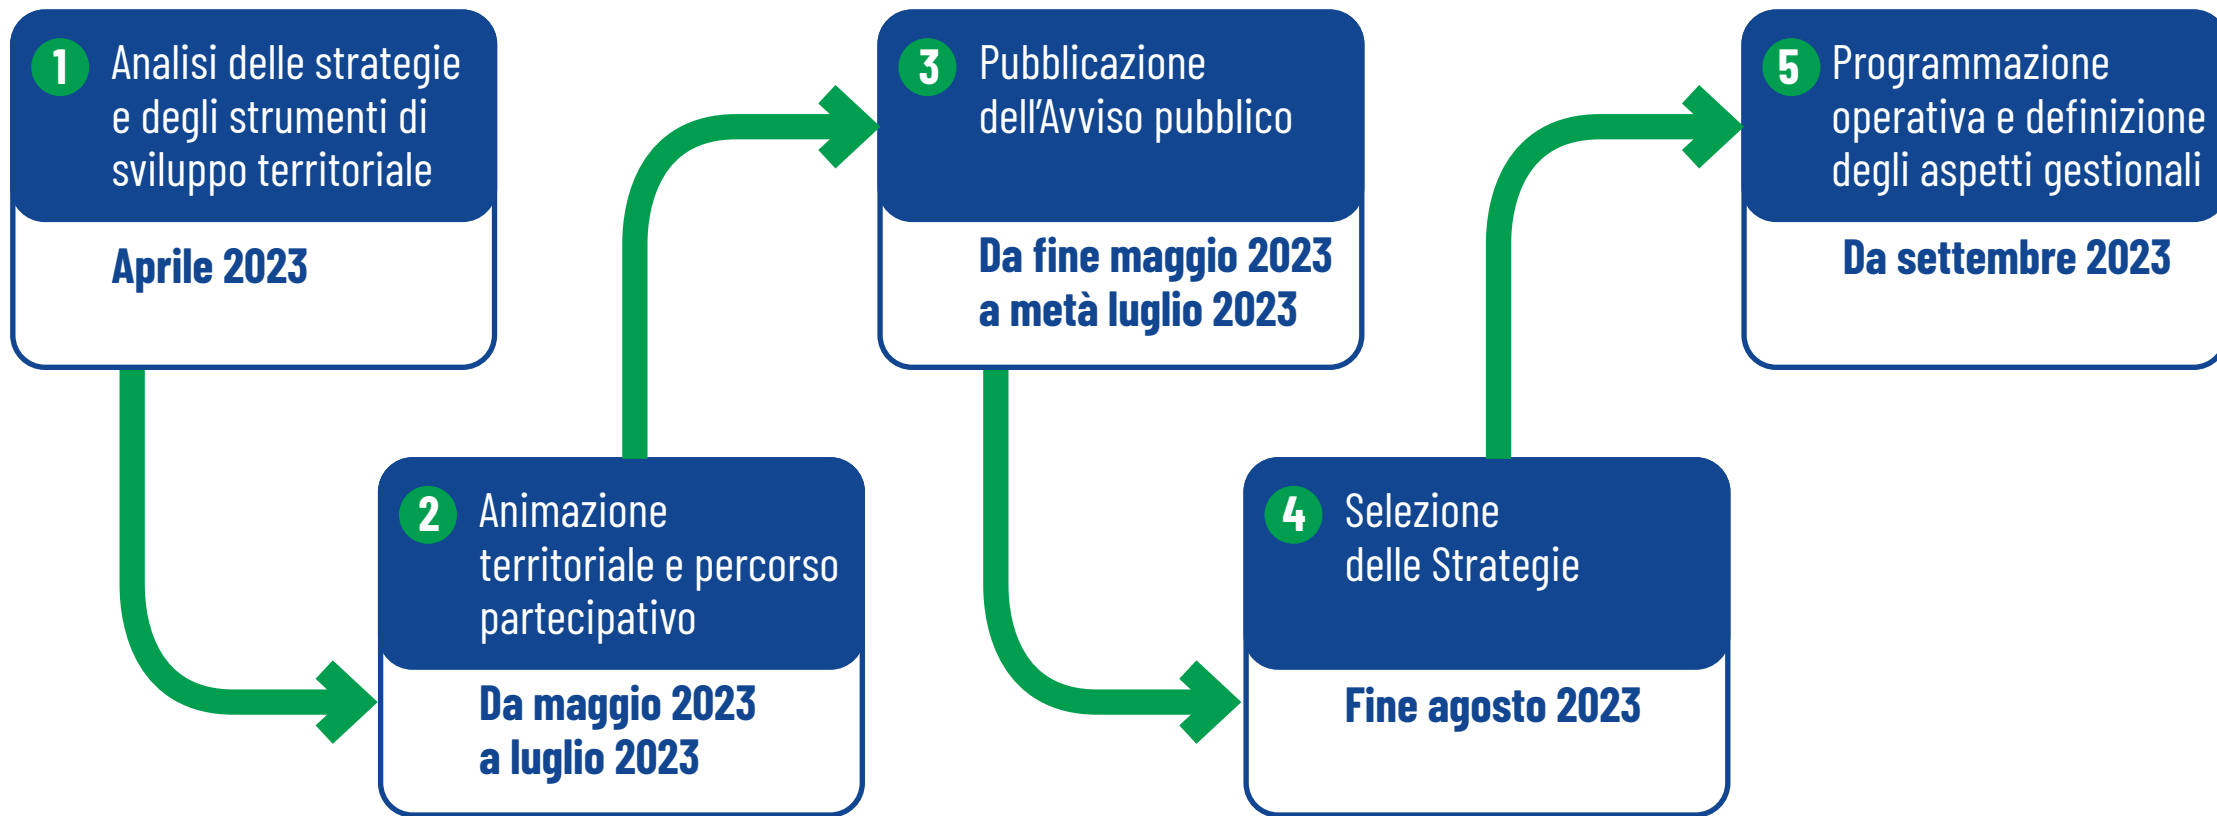 1
Analisi delle strategie
e degli strumenti di
sviluppo territoriale
Aprile 2023
2
Animazione
territoriale e percorso
partecipativo
Da maggio 2023
a luglio 2023
3
Pubblicazione
dell’Avviso pubblico
Da fine maggio 2023
a metà luglio 2023
4
Selezione
delle Strategie
Fine agosto 2023
5
Programmazione
operativa e definizione
degli aspetti gestionali
Da settembre 2023